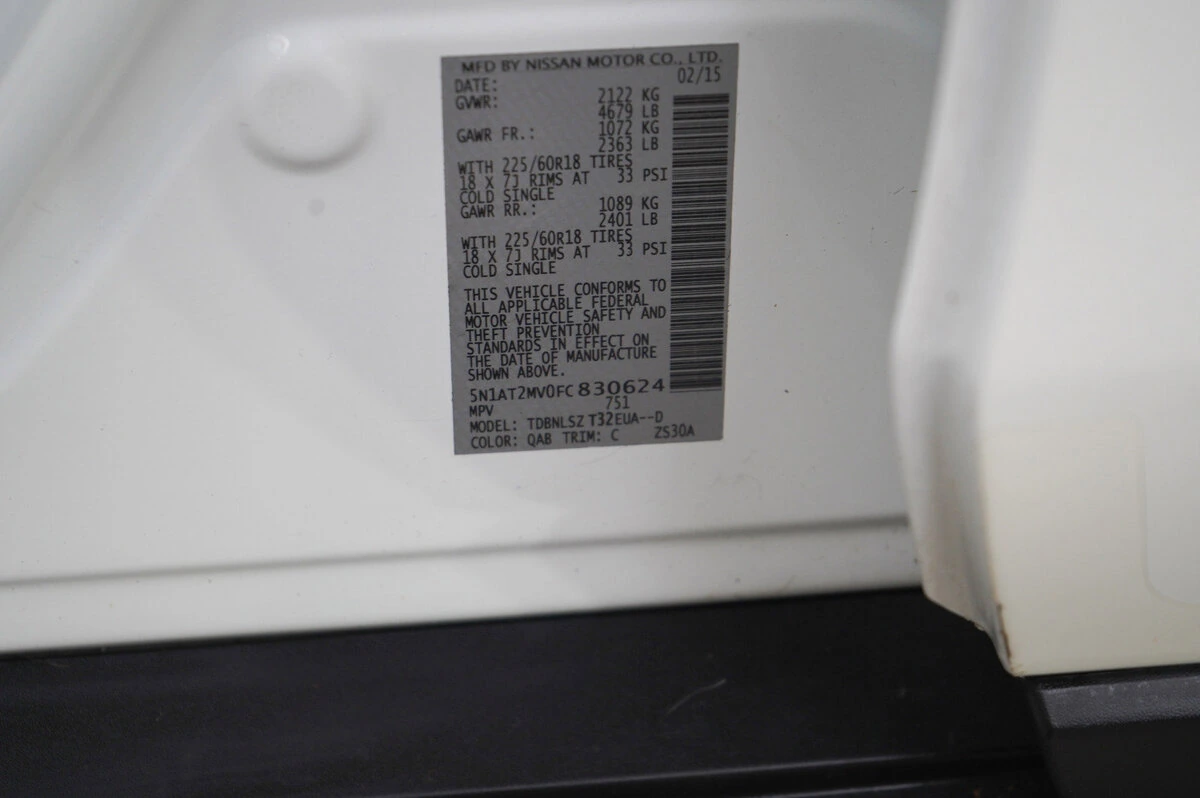 MFD BY NISSAN MOTOR CO., LTD.
DATE: 02/15
GVWR: 2122 KG
4679 LB
GAWR FR.: 1072 KG
2363 LB
WITH 225/60R18 TIRES
18 X 7J RIMS AT 33 PSI
COLD SINGLE
GAWR RR.: 1089 KG
2401 LB
WITH 225/60R18 TIRES
18 X 7J RIMS AT 33 PSI
COLD SINGLE
THIS VEHICLE CONFORMS TO
ALL APPLICABLE FEDERAL
MOTOR VEHICLE SAFETY AND
THEFT PREVENTION
STANDARDS IN EFFECT ON
THE DATE OF MANUFACTURE
SHOWN ABOVE.
5N1AT2MV0FC830624
MPV 751
MODEL: TDBNLSZ T32EUA--D
COLOR: QAB TRIM: C ZS30A